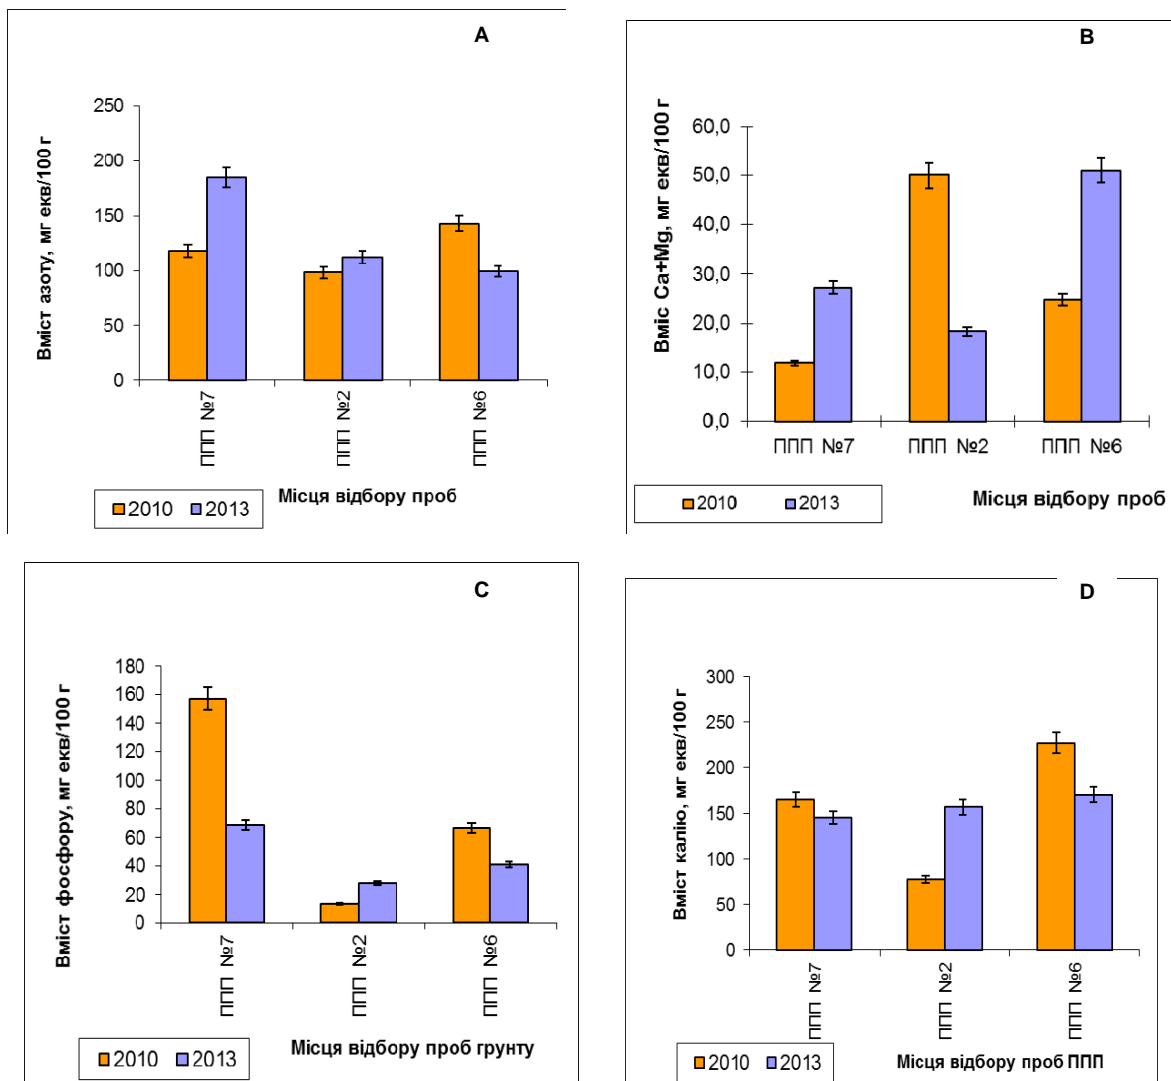 A
Вміст азоту, мг екв/100 г
250
200
150
100
50
0
ППП №7
ППП №2
ППП №6
Місця відбору проб
2010 2013
B
Вміс Ca+Mg, мг екв/100 г
60,0
50,0
40,0
30,0
20,0
10,0
0,0
ППП №7 ППП №2 ППП №6
2010 2013
Місця відбору проб
C
Вміст фосфору, мг екв/100 г
180
160
140
120
100
80
60
40
20
0
ППП №7
ППП №2
ППП №6
Місця відбору проб грунту
2010 2013
D
Вміст калію, мг екв/100 г
300
250
200
150
100
50
0
ППП №7
ППП №2
ППП №6
2010 2013
Місця відбору проб ППП